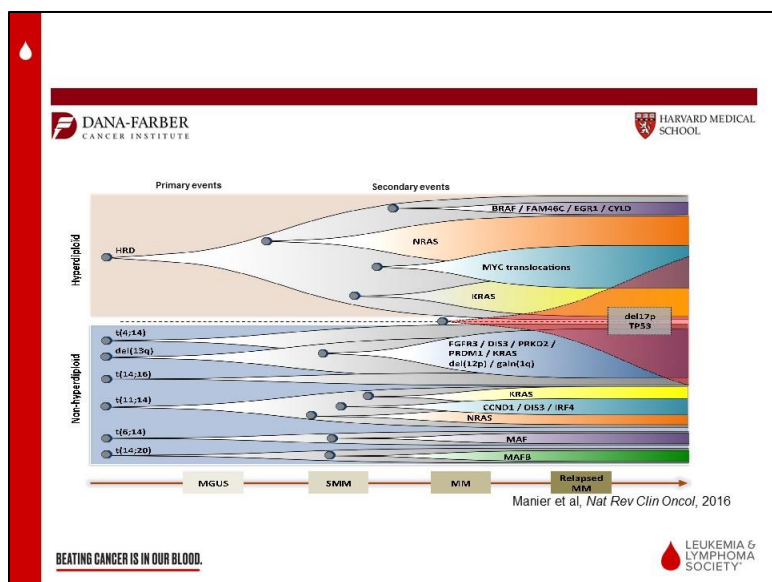 DANA-FARBER
CANCER INSTITUTE
HARVARD MEDICAL
SCHOOL
Primary events
Secondary events
Hyperdiploid
HRD
BRAF / FAM46C / EGR1 / CYLD
NRAS
MYC translocations
KRAS
del17p
TP53
Non-hyperdiploid
t(4;14)
del(13q)
t(14;16)
t(11;14)
t(6;14)
t(14;20)
FGFR3 / DIS3 / PRKD2 /
PRDM1 / KRAS
del(12p) / gain(1q)
KRAS
CCND1 / DIS3 / IRF4
NRAS
MAF
MAFB
MGUS
SMM
MM
Relapsed
MM
Manier et al, Nat Rev Clin Oncol, 2016
BEATING CANCER IS IN OUR BLOOD.
LEUKEMIA &
LYMPHOMA
SOCIETY®